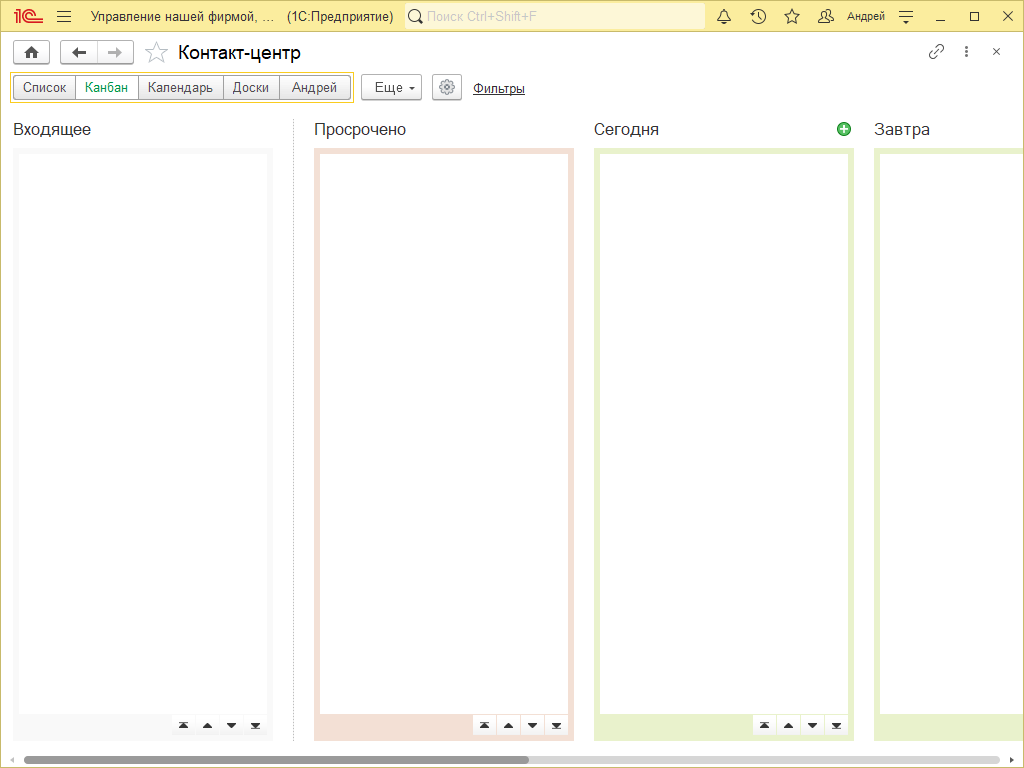 1С Управление нашей фирмой, ... (1С:Предприятие) Поиск Ctrl+Shift+F Андрей
Контакт-центр
Список Канбан Календарь Доски Андрей Еще Фильтры
Входящее Просрочено Сегодня Завтра